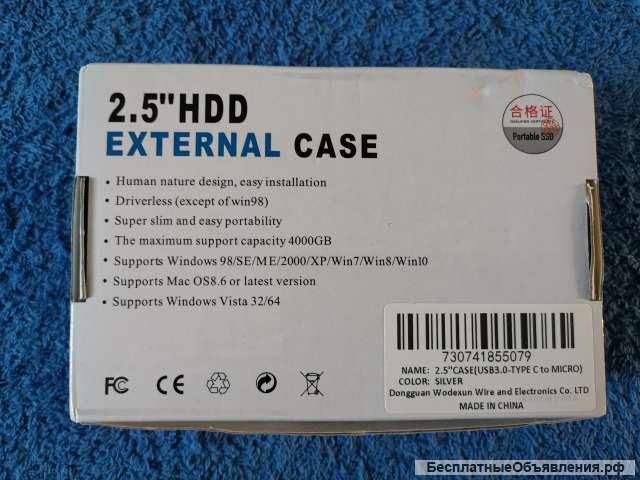 2.5"HDD
EXTERNAL CASE
合格证
QUALIFIED CERTIFICATE
Portable SSD
• Human nature design, easy installation
• Driverless (except of win98)
• Super slim and easy portability
• The maximum support capacity 4000GB
• Supports Windows 98/SE/ME/2000/XP/Win7/Win8/Win10
• Supports Mac OS8.6 or latest version
• Supports Windows Vista 32/64
730741855079
NAME: 2.5"CASE(USB3.0-TYPE C to MICRO)
COLOR: SILVER
Dongguan Wodexun Wire and Electronics Co. LTD
MADE IN CHINA
FC CE
БесплатныеОбъявления.рф